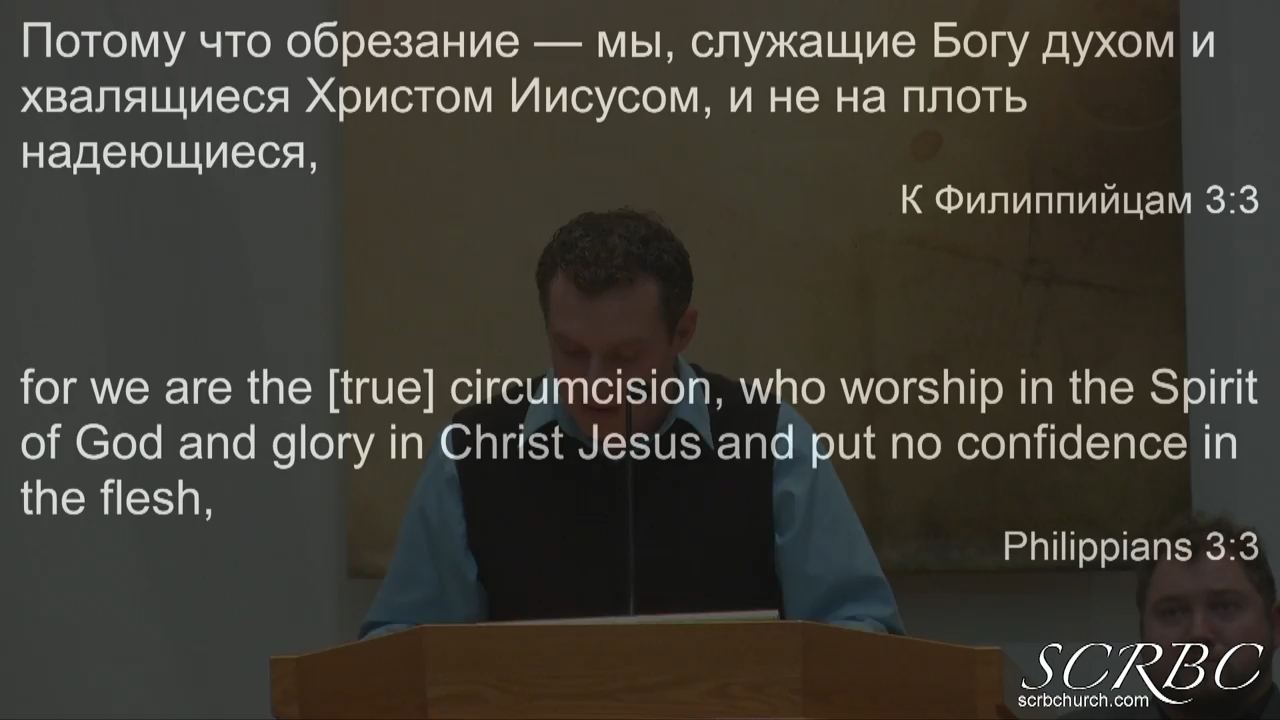 Потому что обрезание — мы, служащие Богу духом и
хвалящиеся Христом Иисусом, и не на плоть
надеющиеся,
К Филиппийцам 3:3
for we are the [true] circumcision, who worship in the Spirit
of God and glory in Christ Jesus and put no confidence in
the flesh,
Philippians 3:3
SCRBC
scrbchurch.com